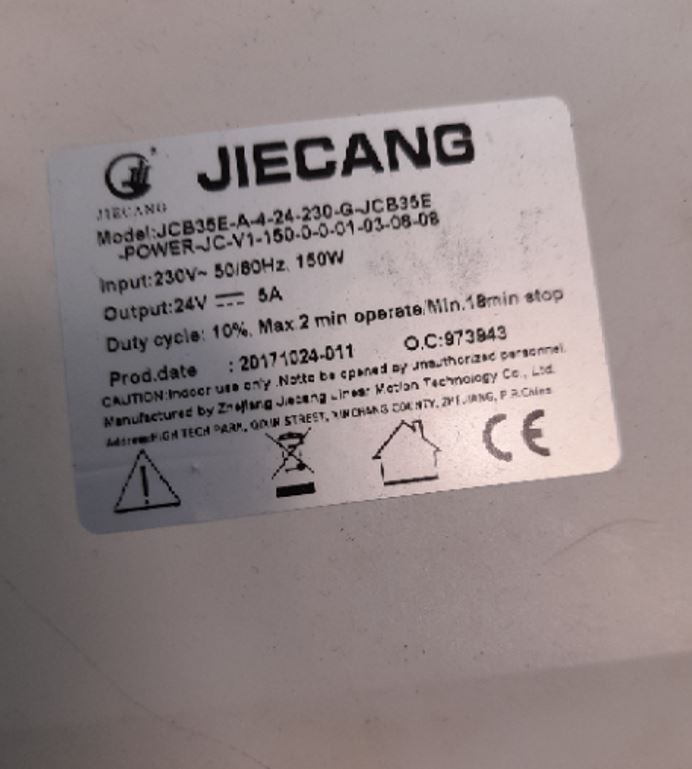 JIECANG
JIECANG
Model:JCB35E-A-4-24-230-G-JCB35E
-POWER-JC-V1-150-0-0-01-03-08-08
Input:230V~ 50/60Hz, 150W
Output:24V ⎓ 5A
Duty cycle: 10%, Max.2 min operate/Min.18min stop
Prod.date : 20171024-011 O.C:973943
CAUTION:Indoor use only .Notto be opened by unauthorized personnel.
Manufactured by Zhejiang Jiecang Linear Motion Technology Co., Ltd.
Address:HIGH TECH PARK, QIXIN STREET, XINCHANG COUNTY, ZHEJIANG, P.R.China
CE